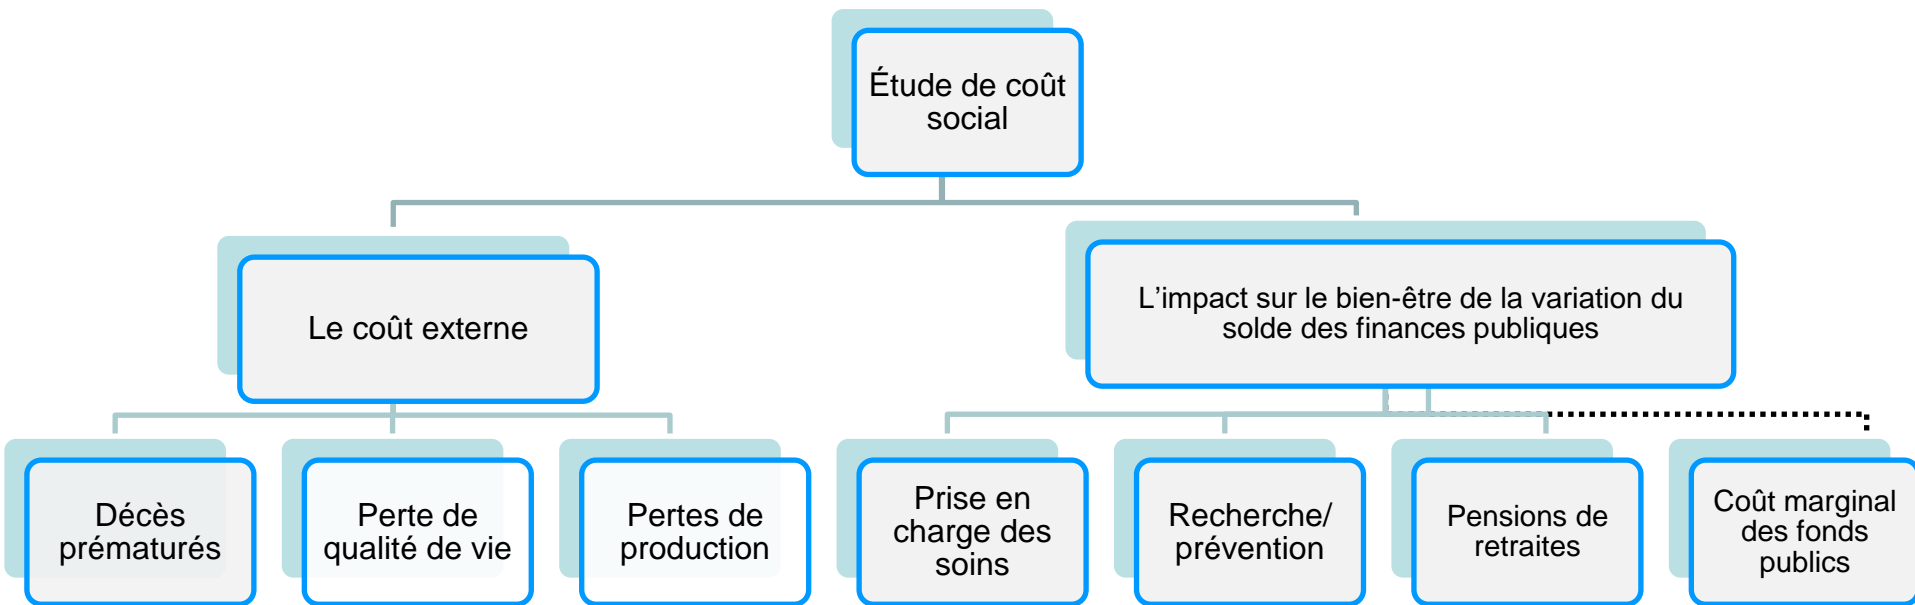 Étude de coût
social
Le coût externe
L’impact sur le bien-être de la variation du
solde des finances publiques
Décès
prématurés
Perte de
qualité de vie
Pertes de
production
Prise en
charge des
soins
Recherche/
prévention
Pensions de
retraites
Coût marginal
des fonds
publics